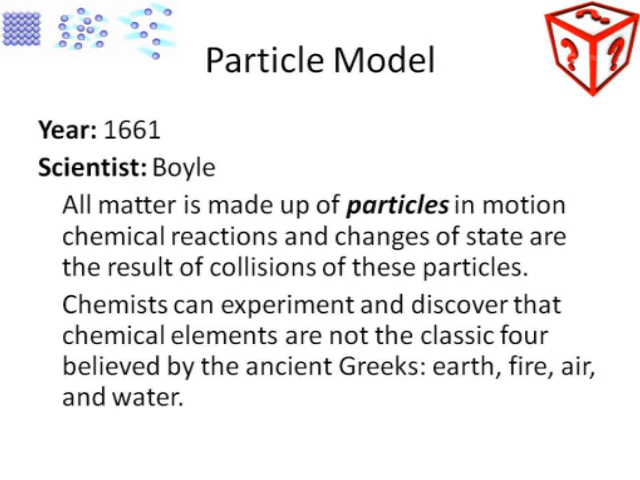 Particle Model
Year: 1661
Scientist: Boyle
All matter is made up of particles in motion
chemical reactions and changes of state are
the result of collisions of these particles.
Chemists can experiment and discover that
chemical elements are not the classic four
believed by the ancient Greeks: earth, fire, air,
and water.